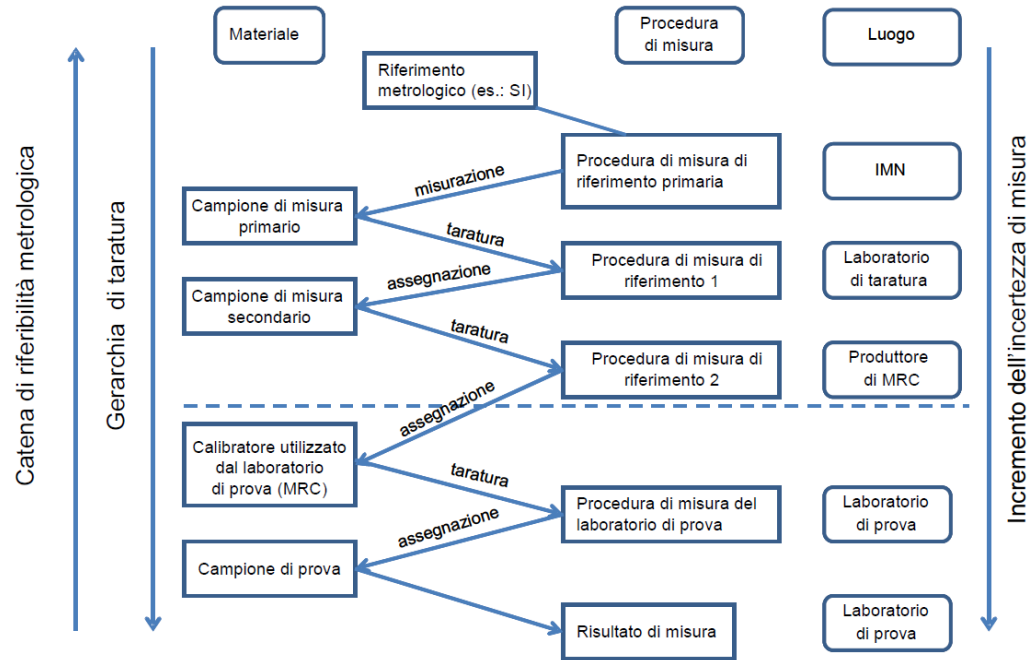 Materiale
Procedura
di misura
Luogo
Riferimento
metrologico (es.: SI)
Procedura di misura di
riferimento primaria
IMN
misurazione
Campione di misura
primario
taratura
Procedura di misura di
riferimento 1
Laboratorio
di taratura
assegnazione
Campione di misura
secondario
taratura
Procedura di misura di
riferimento 2
Produttore
di MRC
assegnazione
Calibratore utilizzato
dal laboratorio
di prova (MRC)
taratura
Procedura di misura del
laboratorio di prova
Laboratorio
di prova
assegnazione
Campione di prova
Risultato di misura
Laboratorio
di prova
Catena di riferibilità metrologica
Gerarchia di taratura
Incremento dell'incertezza di misura